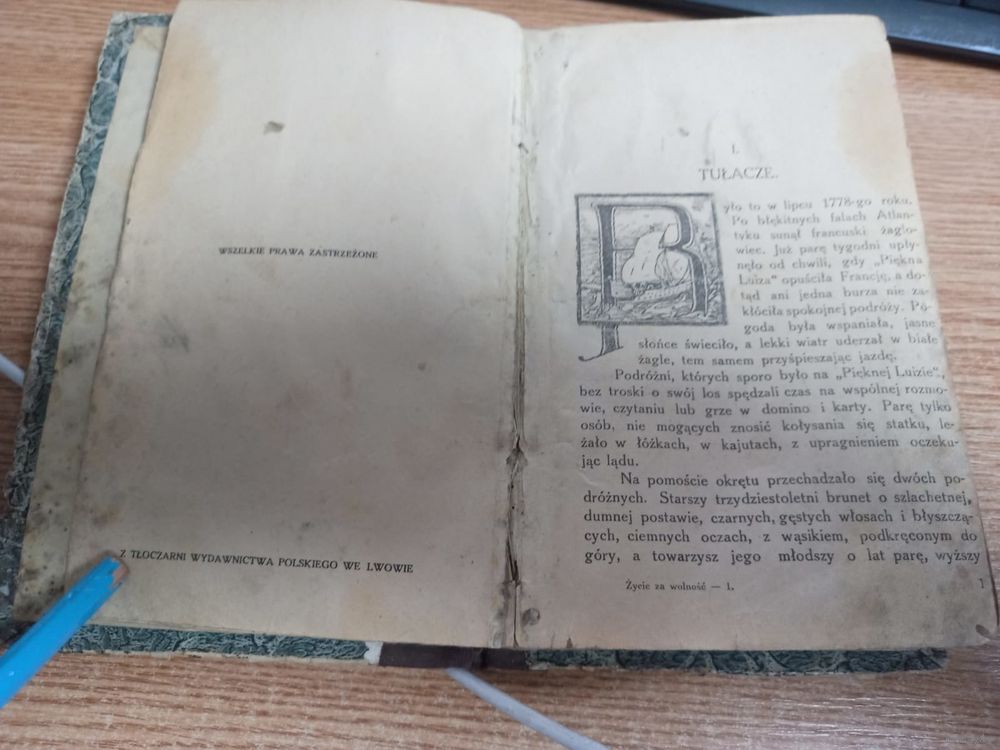 WSZELKIE PRAWA ZASTRZEŻONE
Z TŁOCZARNI WYDAWNICTWA POLSKIEGO WE LWOWIE
I.
TUŁACZE.
Było to w lipcu 1778-go roku.
Po błękitnych falach Atlan-
tyku sunął francuski żaglo-
wiec. Już parę tygodni upły-
nęło od chwili, gdy „Piękna
Luiza" opuściła Francję, a do-
tąd ani jedna burza nie za-
kłóciła spokojnej podróży. Po-
goda była wspaniała, jasne
słońce świeciło, a lekki wiatr uderzał w białe
żagle, tem samem przyśpieszając jazdę.
Podróżni, których sporo było na „Pięknej Luizie",
bez troski o swój los spędzali czas na wspólnej rozmo-
wie, czytaniu lub grze w domino i karty. Parę tylko
osób, nie mogących znosić kołysania się statku, le-
żało w łóżkach, w kajutach, z upragnieniem oczeku-
jąc lądu.
Na pomoście okrętu przechadzało się dwóch po-
dróżnych. Starszy trzydziestoletni brunet o szlachetnej,
dumnej postawie, czarnych, gęstych włosach i błyszczą-
cych, ciemnych oczach, z wąsikiem, podkręconym do
góry, a towarzysz jego młodszy o lat parę, wyższy
Życie za wolność — 1.
1